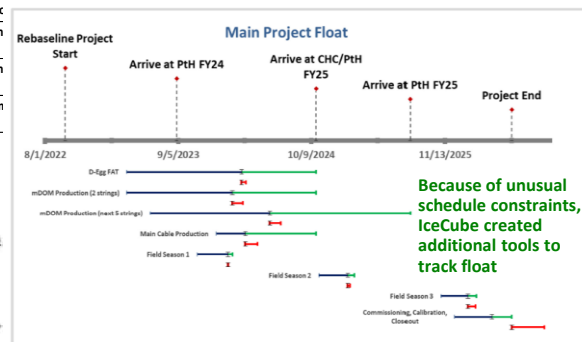 Main Project Float
Rebaseline Project
Start
Arrive at PtH FY24
Arrive at CHC/PtH
FY25
Arrive at PtH FY25
Project End
8/1/2022
9/5/2023
10/9/2024
11/13/2025
D-Egg FAT
mDOM Production (2 strings)
mDOM Production (next 5 strings)
Main Cable Production
Field Season 1
Field Season 2
Field Season 3
Commissioning, Calibration,
Closeout
Because of unusual
schedule constraints,
IceCube created
additional tools to
track float